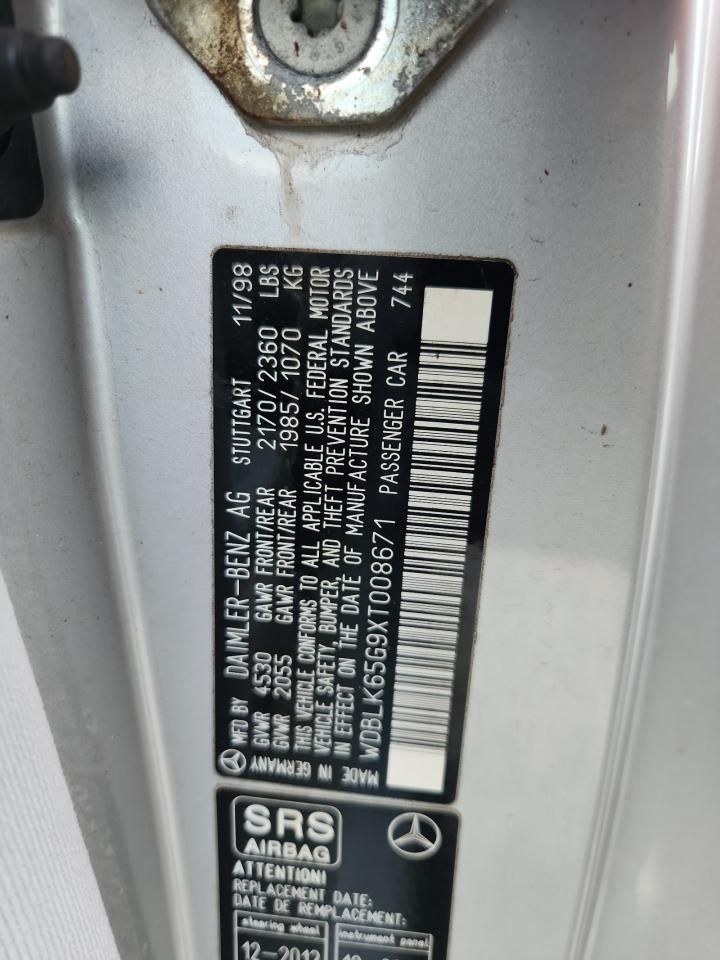 MFD BY DAIMLER-BENZ AG STUTTGART 11/98
GVWR 4530 GAWR FRONT/REAR 2170/2360 LBS
GVWR 2055 GAWR FRONT/REAR 1985/1070 KG
THIS VEHICLE CONFORMS TO ALL APPLICABLE U.S. FEDERAL MOTOR
VEHICLE SAFETY, BUMPER, AND THEFT PREVENTION STANDARDS
IN EFFECT ON THE DATE OF MANUFACTURE SHOWN ABOVE
WDBLK65G9XT008671 PASSENGER CAR 744
MADE IN GERMANY
SRS
AIRBAG
ATTENTION!
REPLACEMENT DATE:
DATE DE REMPLACEMENT:
steering wheel
instrument panel
12-2012